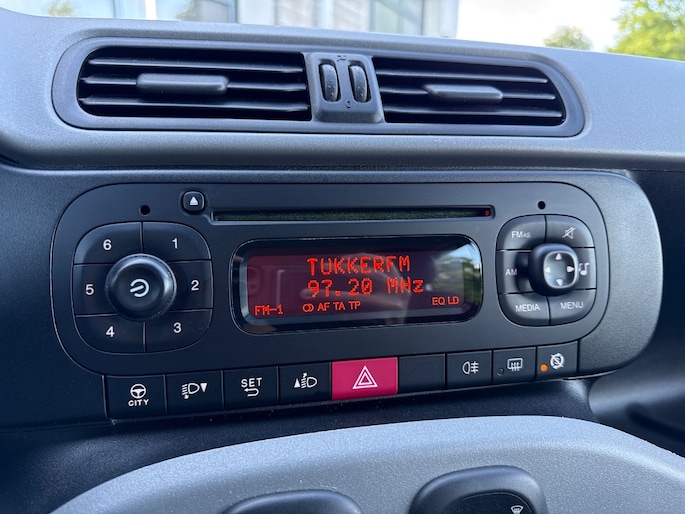 6 1
5 2
4 3
TUKKERFM
97.20 MHz
FM-1 AF TA TP EQ LD
FMAS
AM
MEDIA MENU
CITY
SET